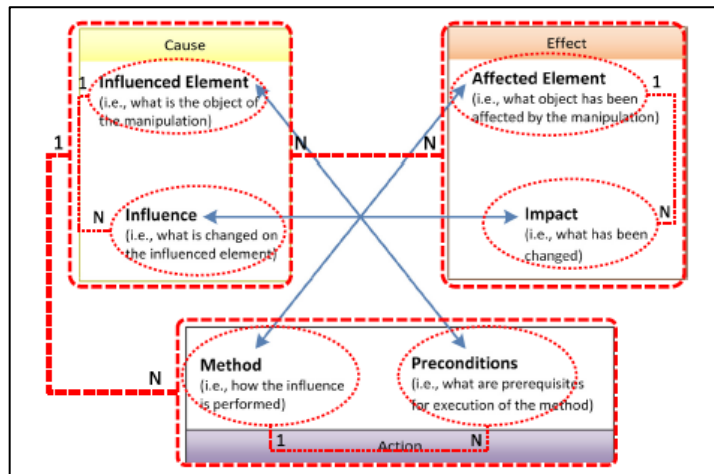 Cause
1
Influenced Element
(i.e., what is the object of
the manipulation)
N
Influence
(i.e., what is changed on
the influenced element)
Effect
Affected Element
(i.e., what object has been
affected by the manipulation)
1
Impact
(i.e., what has been
changed)
N
1
N
N
N
Method
(i.e., how the influence
is performed)
Preconditions
(i.e., what are prerequisites
for execution of the method)
1
N
Action